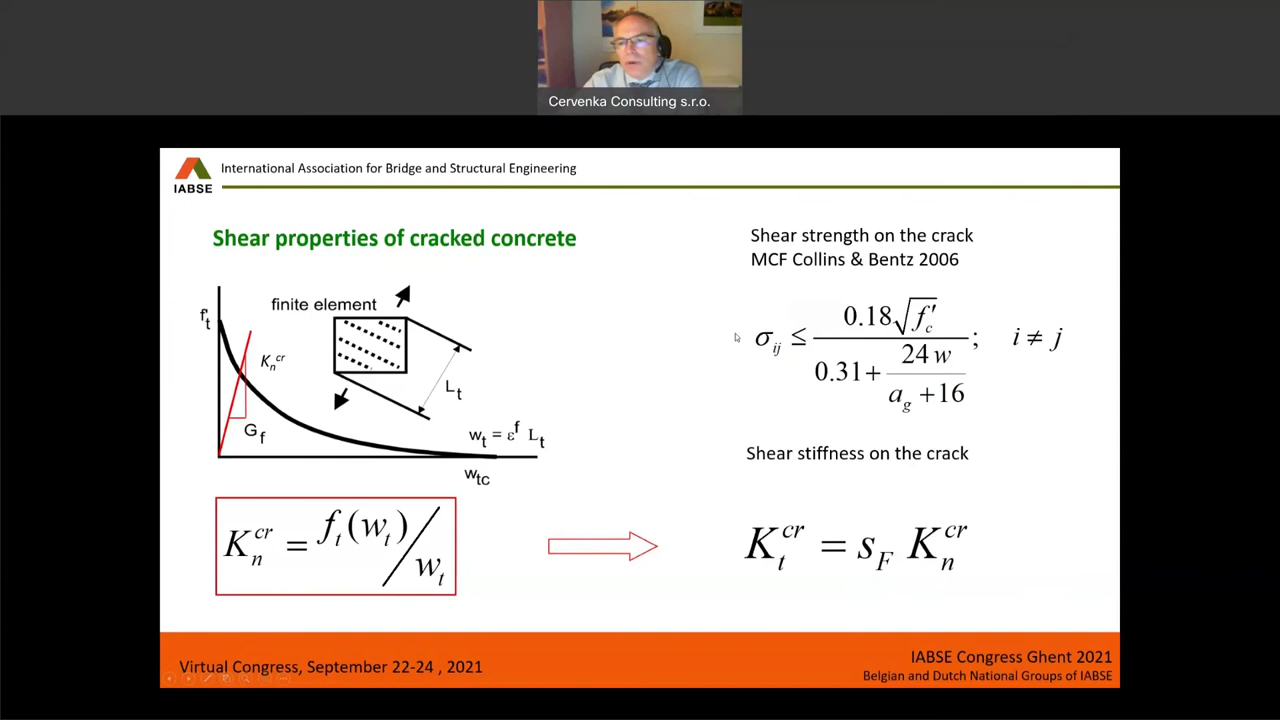 Cervenka Consulting s.r.o.
IABSE
International Association for Bridge and Structural Engineering
Shear properties of cracked concrete
f't
finite element
K_n^cr
L_t
G_f
w_t = ε^f L_t
w_tc
K_n^cr = f_t(w_t) / w_t
Shear strength on the crack
MCF Collins & Bentz 2006
σ_ij ≤ 0.18√f'_c / (0.31 + 24 w / (a_g + 16)) ; i ≠ j
Shear stiffness on the crack
K_t^cr = s_F K_n^cr
Virtual Congress, September 22-24 , 2021
IABSE Congress Ghent 2021
Belgian and Dutch National Groups of IABSE